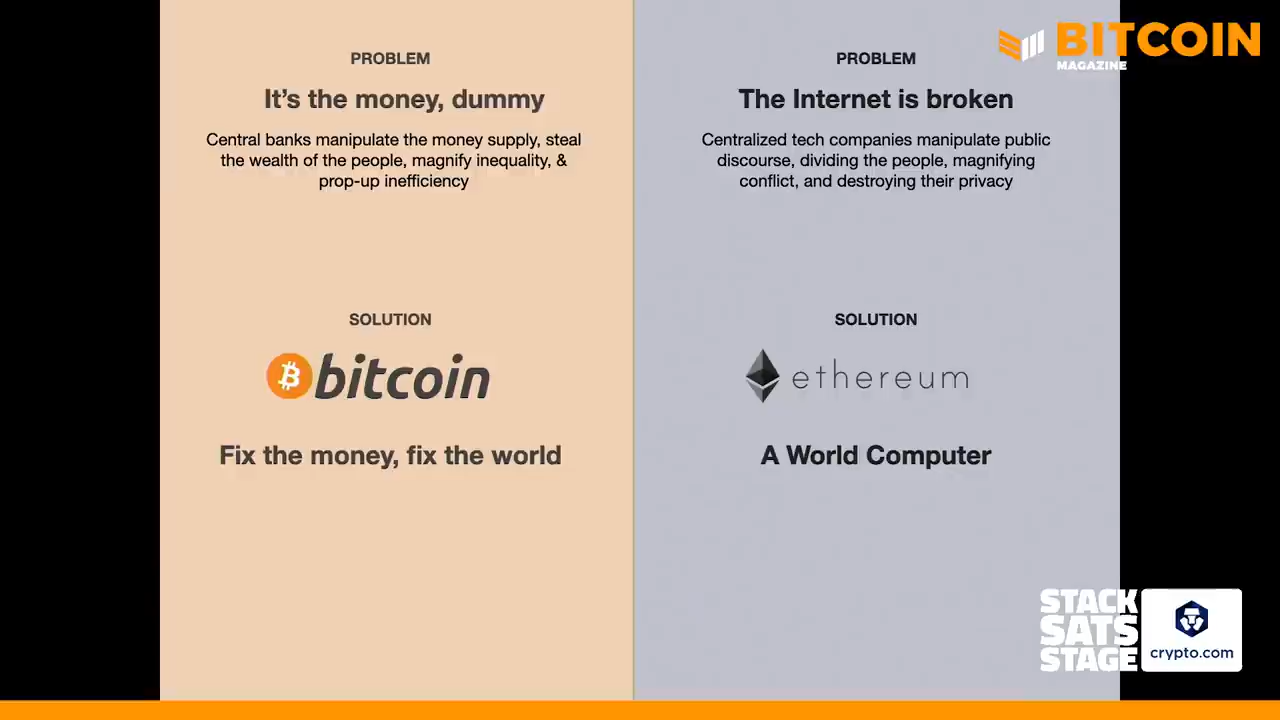 PROBLEM
It's the money, dummy
Central banks manipulate the money supply, steal
the wealth of the people, magnify inequality, &
prop-up inefficiency
SOLUTION
bitcoin
Fix the money, fix the world
PROBLEM
The Internet is broken
Centralized tech companies manipulate public
discourse, dividing the people, magnifying
conflict, and destroying their privacy
SOLUTION
ethereum
A World Computer
BITCOIN
MAGAZINE
STACK
SATS
STAGE
crypto.com